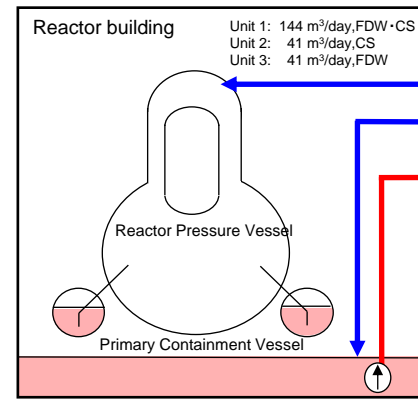 Reactor building
Unit 1: 144 m³/day,FDW・CS
Unit 2: 41 m³/day,CS
Unit 3: 41 m³/day,FDW
Reactor Pressure Vessel
Primary Containment Vessel